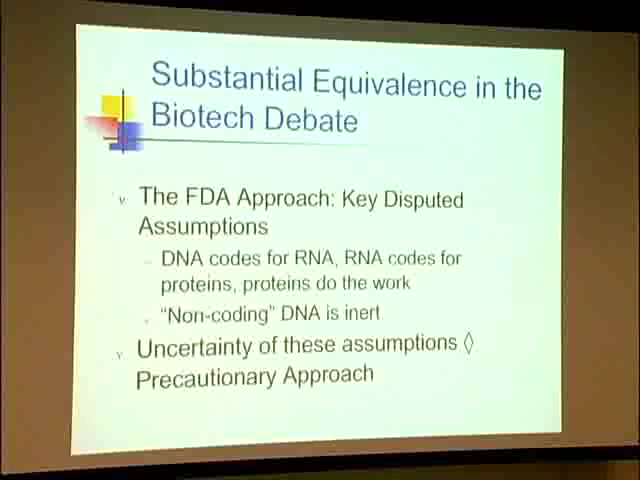 Substantial Equivalence in the
Biotech Debate
v The FDA Approach: Key Disputed
Assumptions
DNA codes for RNA, RNA codes for
proteins, proteins do the work
"Non-coding" DNA is inert
v Uncertainty of these assumptions ◊
Precautionary Approach